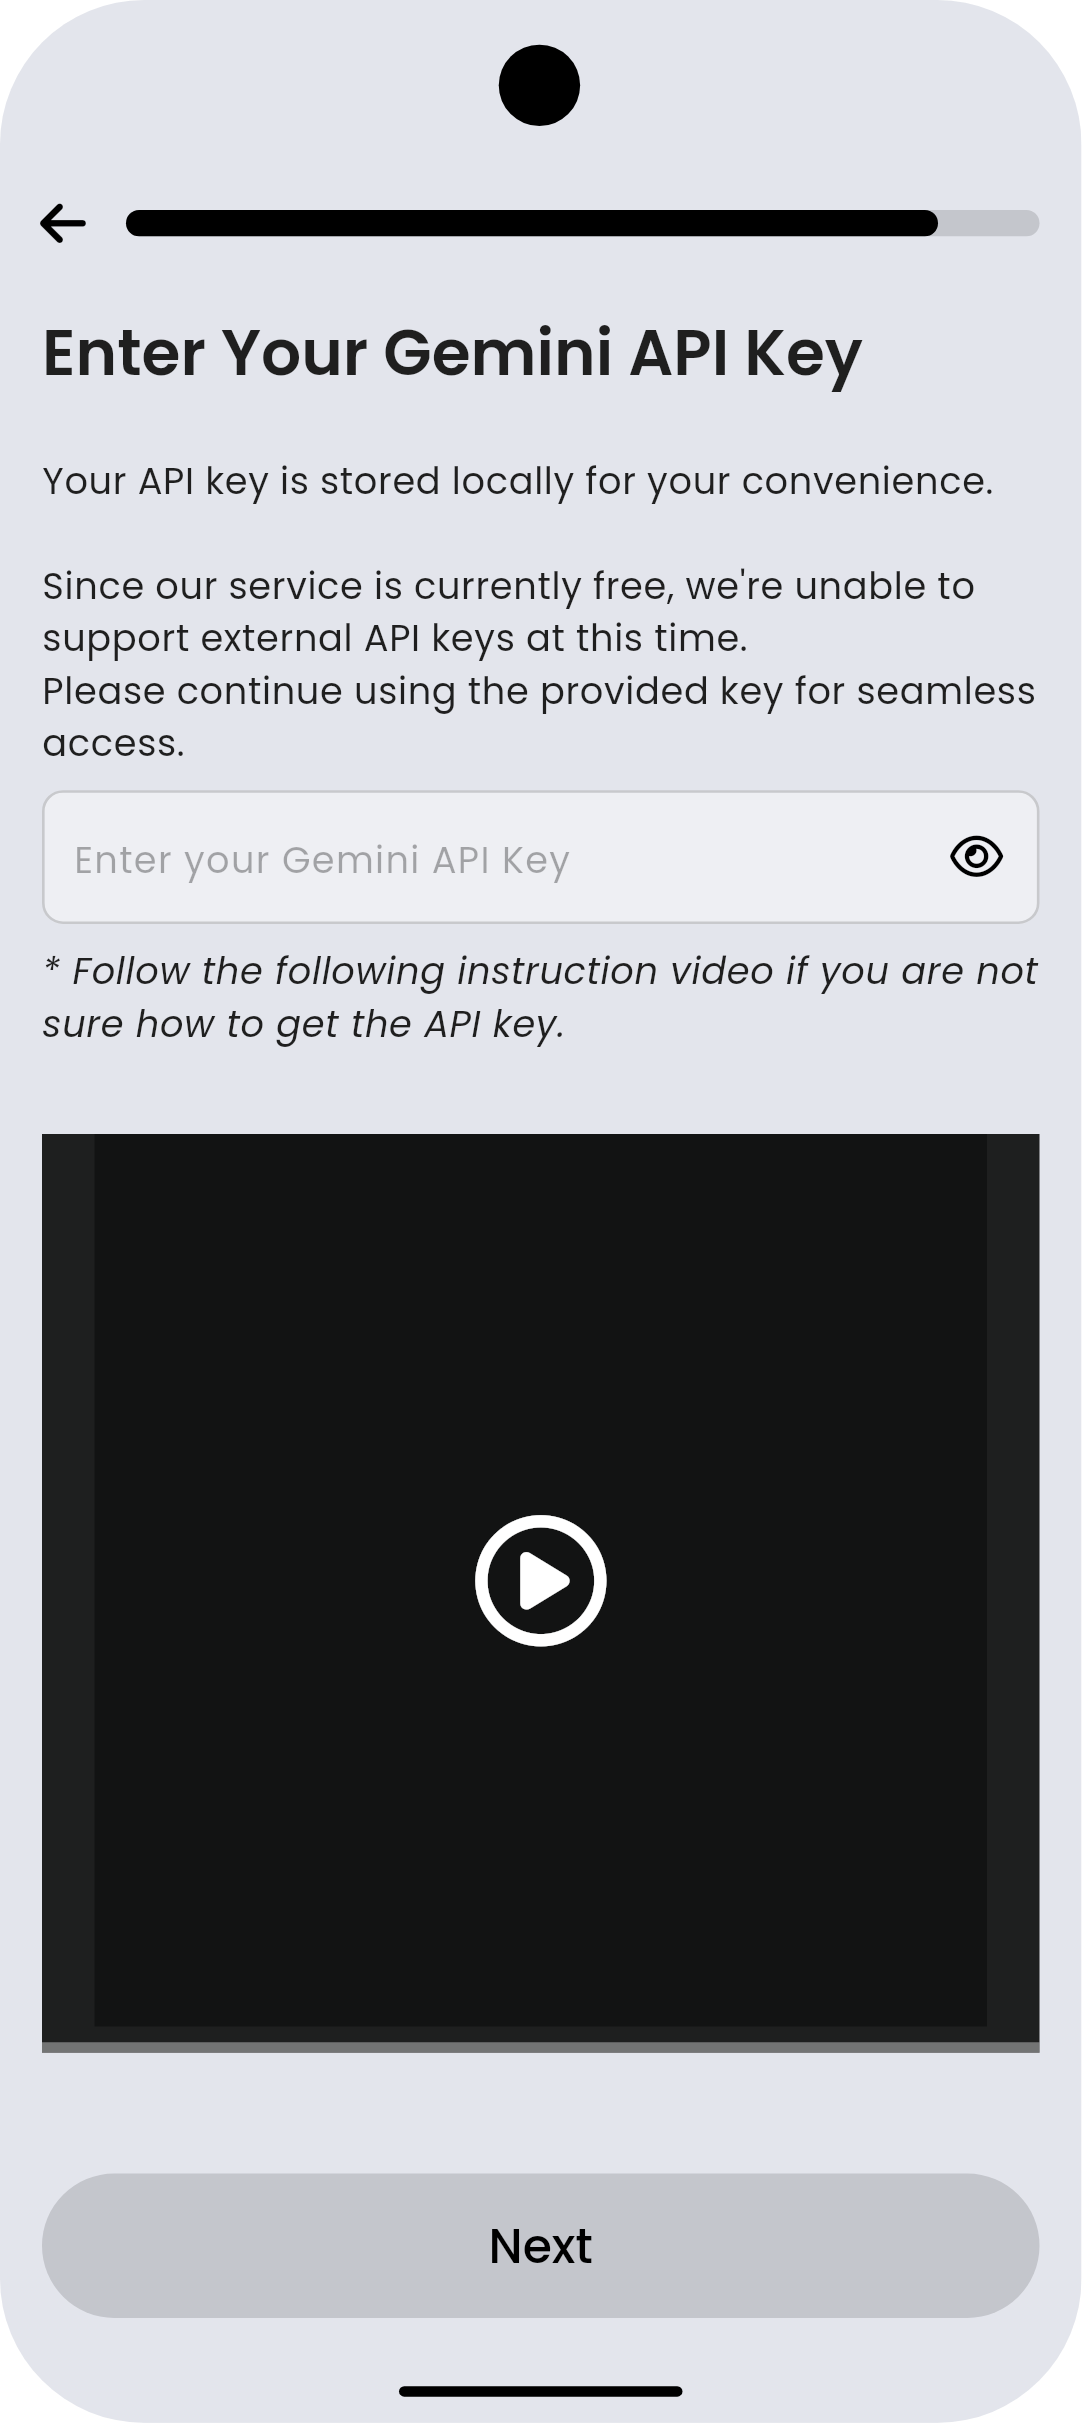 Enter Your Gemini API Key
Your API key is stored locally for your convenience.
Since our service is currently free, we're unable to
support external API keys at this time.
Please continue using the provided key for seamless
access.
Enter your Gemini API Key
* Follow the following instruction video if you are not
sure how to get the API key.
Next